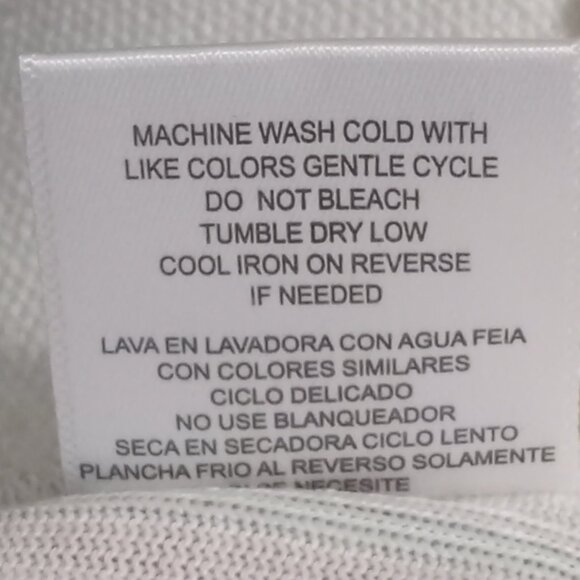 MACHINE WASH COLD WITH
LIKE COLORS GENTLE CYCLE
DO NOT BLEACH
TUMBLE DRY LOW
COOL IRON ON REVERSE
IF NEEDED
LAVA EN LAVADORA CON AGUA FEIA
CON COLORES SIMILARES
CICLO DELICADO
NO USE BLANQUEADOR
SECA EN SECADORA CICLO LENTO
PLANCHA FRIO AL REVERSO SOLAMENTE
NECESITE